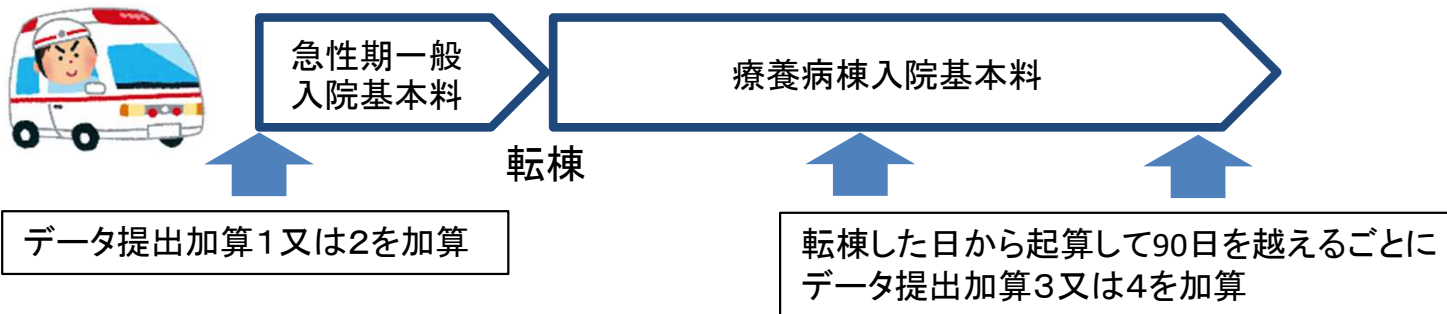 急性期一般
入院基本料
療養病棟入院基本料
転棟
データ提出加算1又は2を加算
転棟した日から起算して90日を越えるごとに
データ提出加算3又は4を加算